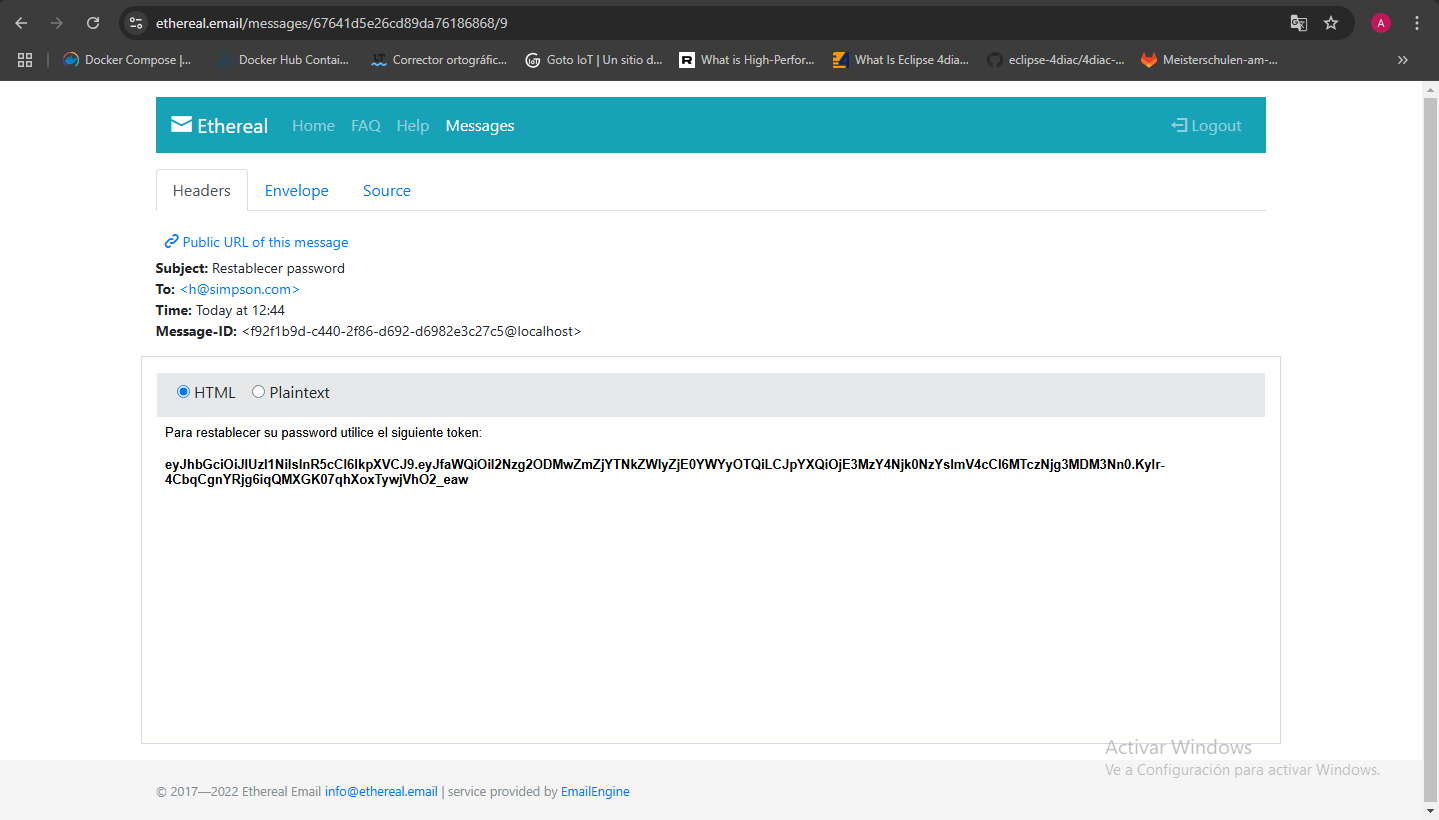 ethereal.email/messages/67641d5e26cd89da76186868/9
A
Docker Compose |...
Docker Hub Contai...
Corrector ortográfic...
Goto IoT | Un sitio d...
What is High-Perfor...
What Is Eclipse 4dia...
eclipse-4diac/4diac-...
Meisterschulen-am-...
»
Ethereal
Home
FAQ
Help
Messages
Logout
Headers
Envelope
Source
Public URL of this message
Subject: Restablecer password
To: <h@simpson.com>
Time: Today at 12:44
Message-ID: <f92f1b9d-c440-2f86-d692-d6982e3c27c5@localhost>
HTML
Plaintext
Para restablecer su password utilice el siguiente token:
eyJhbGciOiJIUzI1NiIsInR5cCI6IkpXVCJ9.eyJfaWQiOiI2Nzg2ODMwZmZjYTNkZWIyZjE0YWYyOTQiLCJpYXQiOjE3MzY4Njk0NzYsImV4cCI6MTczNjg3MDM3Nn0.KyIr-
4CbqCgnYRjg6iqQMXGK07qhXoxTywjVhO2_eaw
Activar Windows
Ve a Configuración para activar Windows.
© 2017—2022 Ethereal Email info@ethereal.email | service provided by EmailEngine